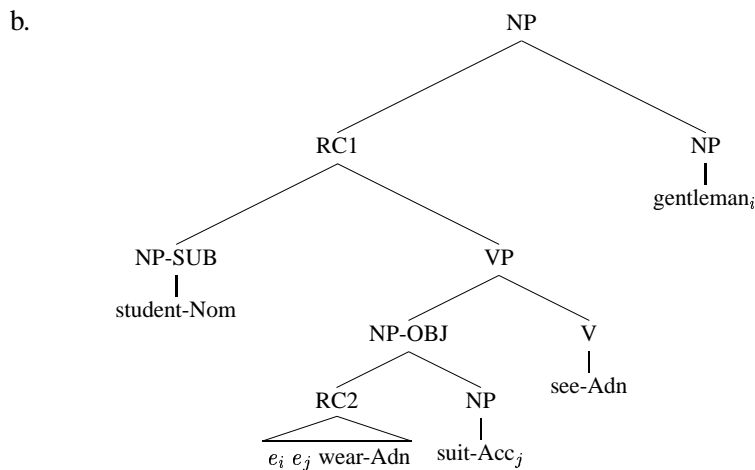 b.
NP
RC1 NP
gentlemanᵢ
NP-SUB VP
student-Nom
NP-OBJ V
see-Adn
RC2 NP
eᵢ eⱼ wear-Adn suit-Accⱼ